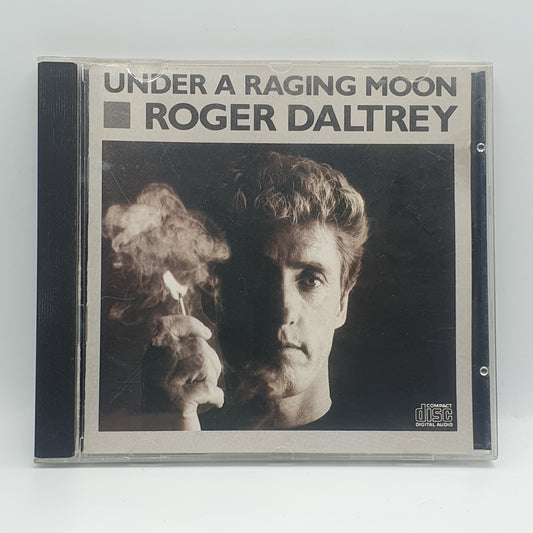 UNDER A RAGING MOON
ROGER DALTREY
COMPACT
disc
DIGITAL AUDIO